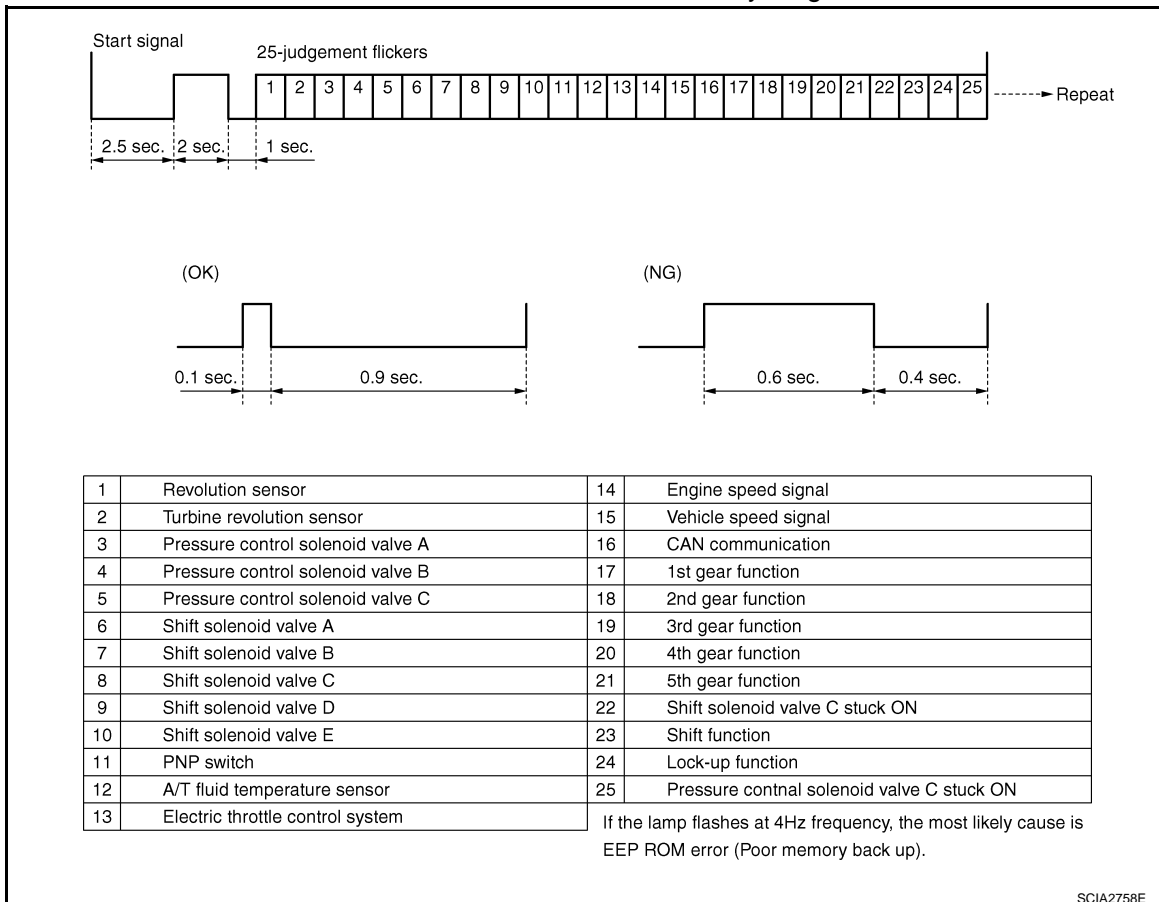 Start signal
25-judgement flickers
1 2 3 4 5 6 7 8 9 10 11 12 13 14 15 16 17 18 19 20 21 22 23 24 25
Repeat
2.5 sec. 2 sec. 1 sec.
(OK)
(NG)
0.1 sec. 0.9 sec.
0.6 sec. 0.4 sec.
1 Revolution sensor
2 Turbine revolution sensor
3 Pressure control solenoid valve A
4 Pressure control solenoid valve B
5 Pressure control solenoid valve C
6 Shift solenoid valve A
7 Shift solenoid valve B
8 Shift solenoid valve C
9 Shift solenoid valve D
10 Shift solenoid valve E
11 PNP switch
12 A/T fluid temperature sensor
13 Electric throttle control system
14 Engine speed signal
15 Vehicle speed signal
16 CAN communication
17 1st gear function
18 2nd gear function
19 3rd gear function
20 4th gear function
21 5th gear function
22 Shift solenoid valve C stuck ON
23 Shift function
24 Lock-up function
25 Pressure contnal solenoid valve C stuck ON
If the lamp flashes at 4Hz frequency, the most likely cause is
EEP ROM error (Poor memory back up).
SCIA2758E